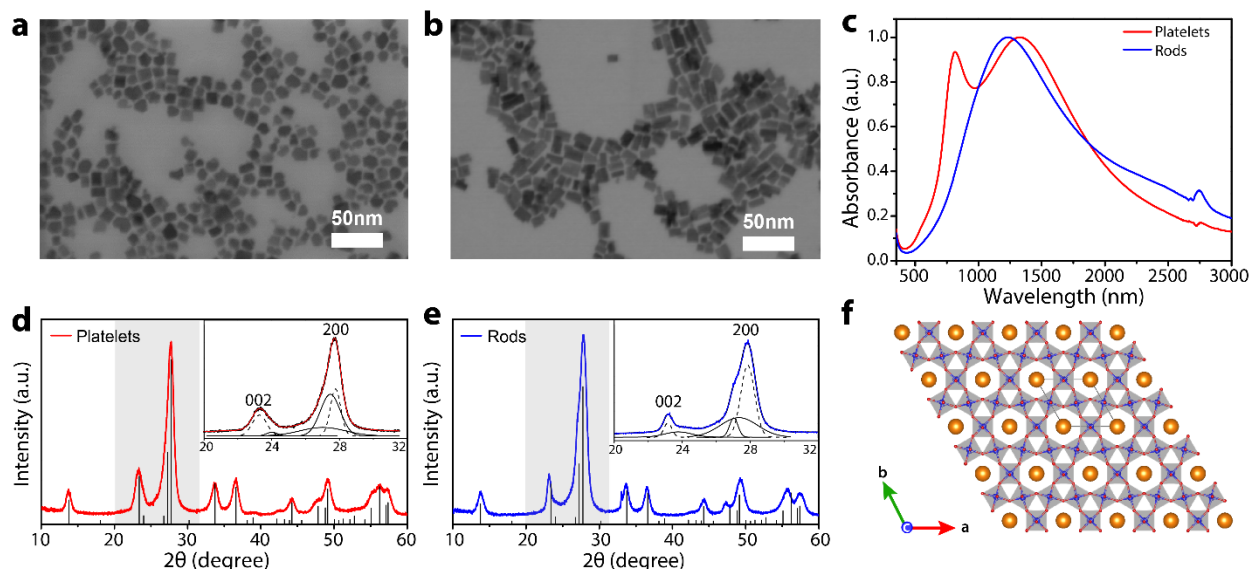 a
50nm
b
50nm
c
Absorbance (a.u.)
1.0
0.8
0.6
0.4
0.2
0.0
Platelets
Rods
500 1000 1500 2000 2500 3000
Wavelength (nm)
d
Intensity (a.u.)
Platelets
200
002
20 24 28 32
10 20 30 40 50 60
2θ (degree)
e
Intensity (a.u.)
Rods
200
002
20 24 28 32
10 20 30 40 50 60
2θ (degree)
f
b
a